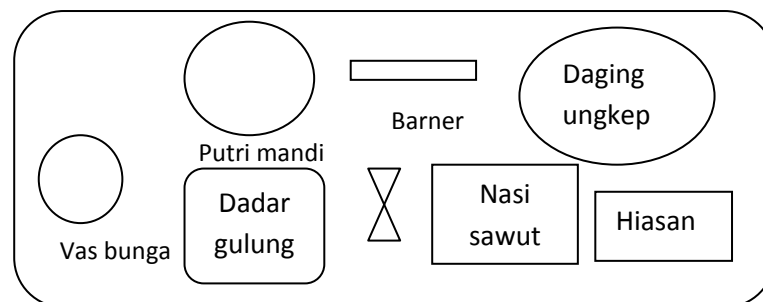 Daging
ungkep
Barner
Putri mandi
Dadar
gulung
Nasi
sawut
Hiasan
Vas bunga